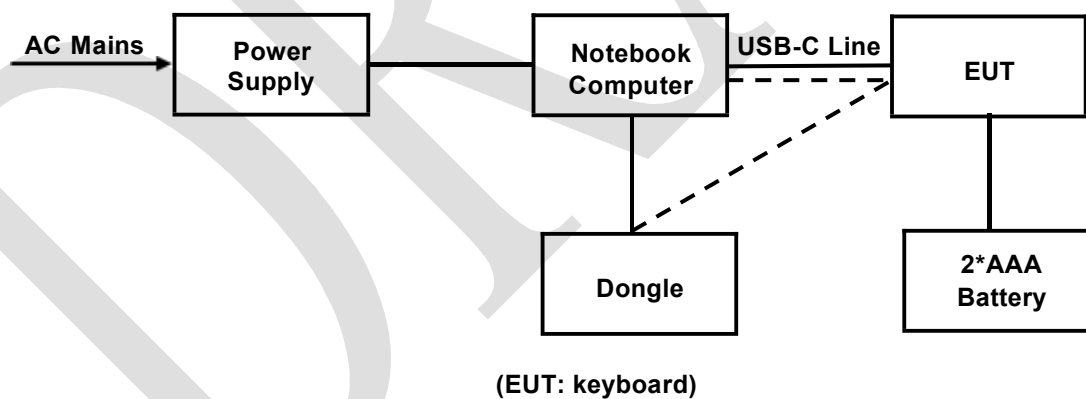 AC Mains
Power
Supply
Notebook
Computer
USB-C Line
EUT
Dongle
2*AAA
Battery
(EUT: keyboard)